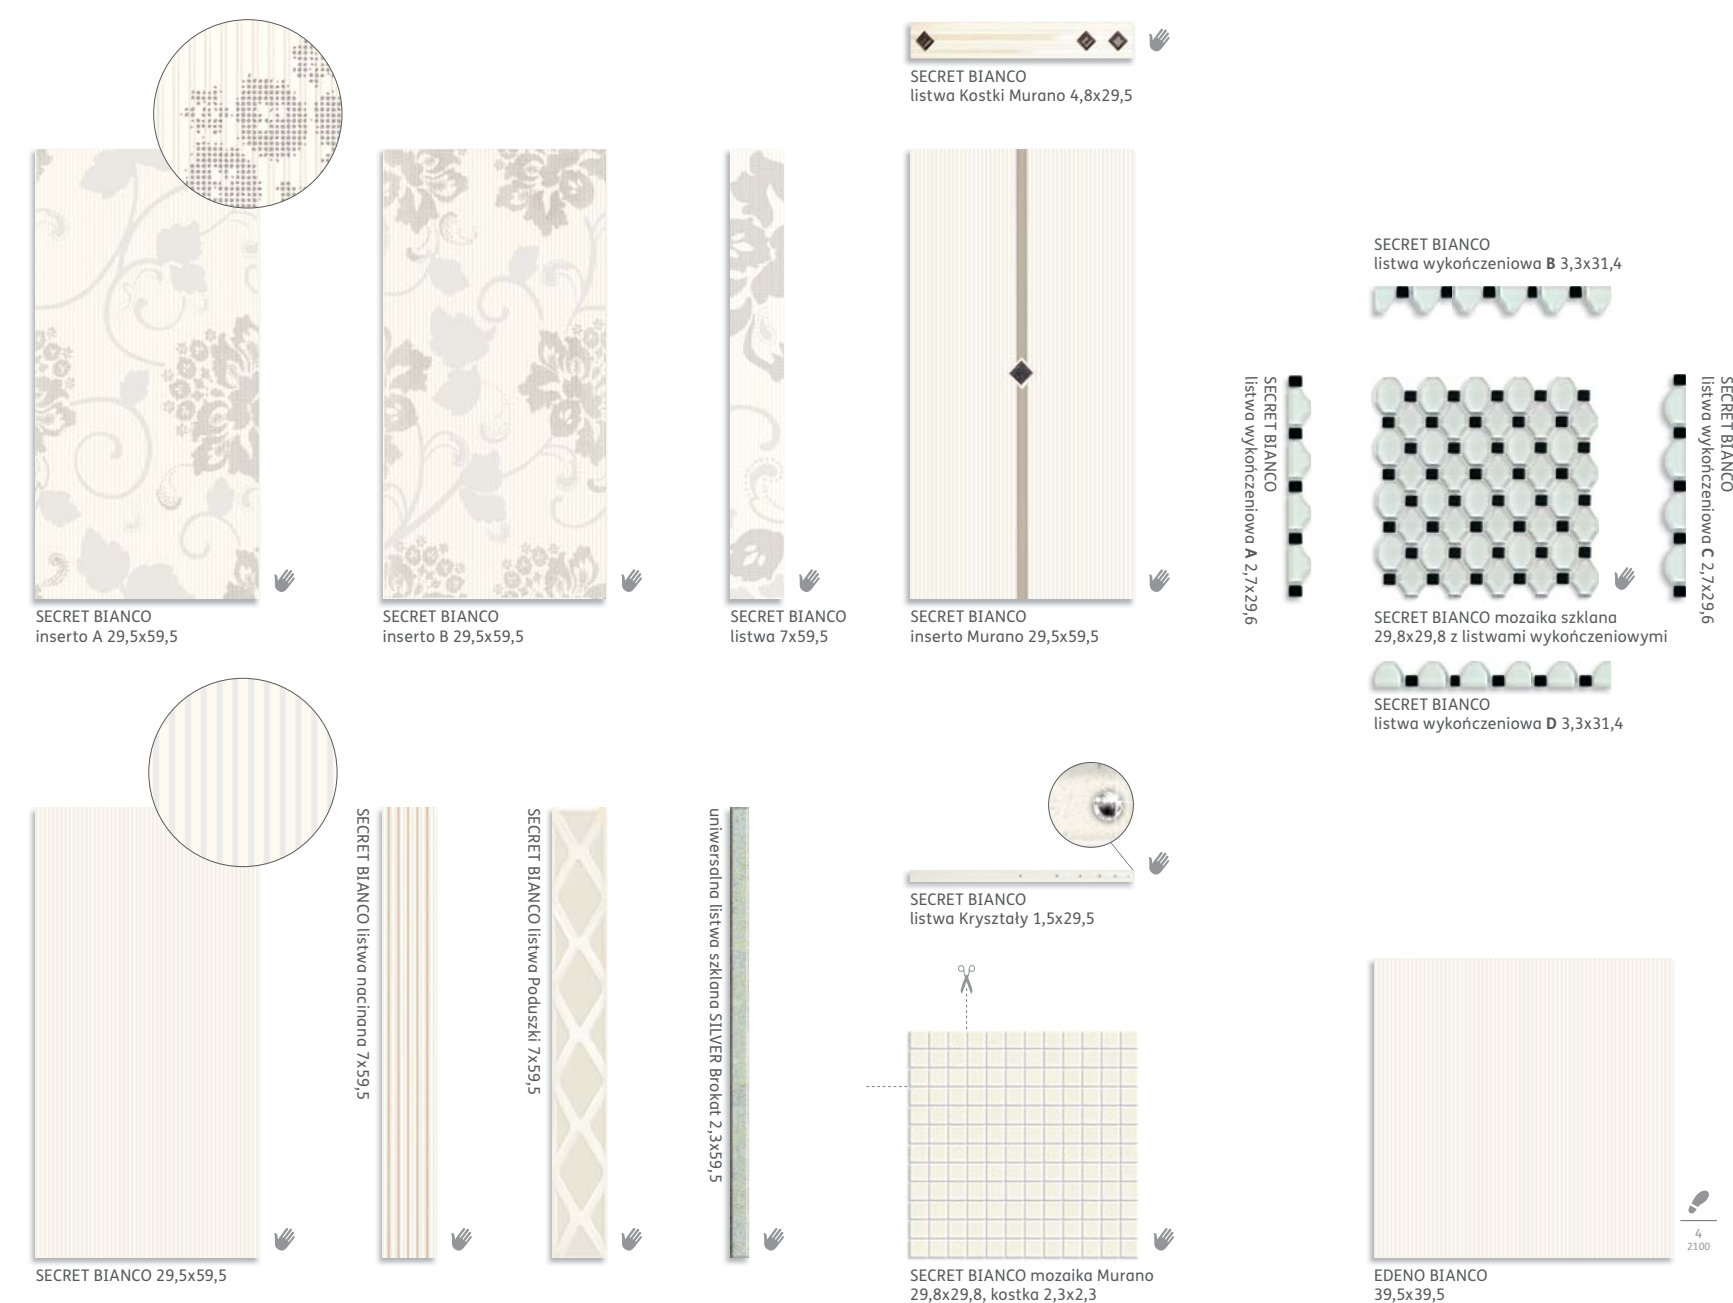 SECRET BIANCO
listwa Kostki Murano 4,8x29,5
SECRET BIANCO
inserto A 29,5x59,5
SECRET BIANCO
inserto B 29,5x59,5
SECRET BIANCO
listwa 7x59,5
SECRET BIANCO
inserto Murano 29,5x59,5
SECRET BIANCO
listwa wykończeniowa B 3,3x31,4
SECRET BIANCO
listwa wykończeniowa A 2,7x29,6
SECRET BIANCO
listwa wykończeniowa C 2,7x29,6
SECRET BIANCO mozaika szklana
29,8x29,8 z listwami wykończeniowymi
SECRET BIANCO
listwa wykończeniowa D 3,3x31,4
SECRET BIANCO 29,5x59,5
SECRET BIANCO listwa nacinana 7x59,5
SECRET BIANCO listwa Poduszki 7x59,5
uniwersalna listwa szklana SILVER Brokat 2,3x59,5
SECRET BIANCO
listwa Kryształy 1,5x29,5
SECRET BIANCO mozaika Murano
29,8x29,8, kostka 2,3x2,3
EDENO BIANCO
39,5x39,5
4
2100